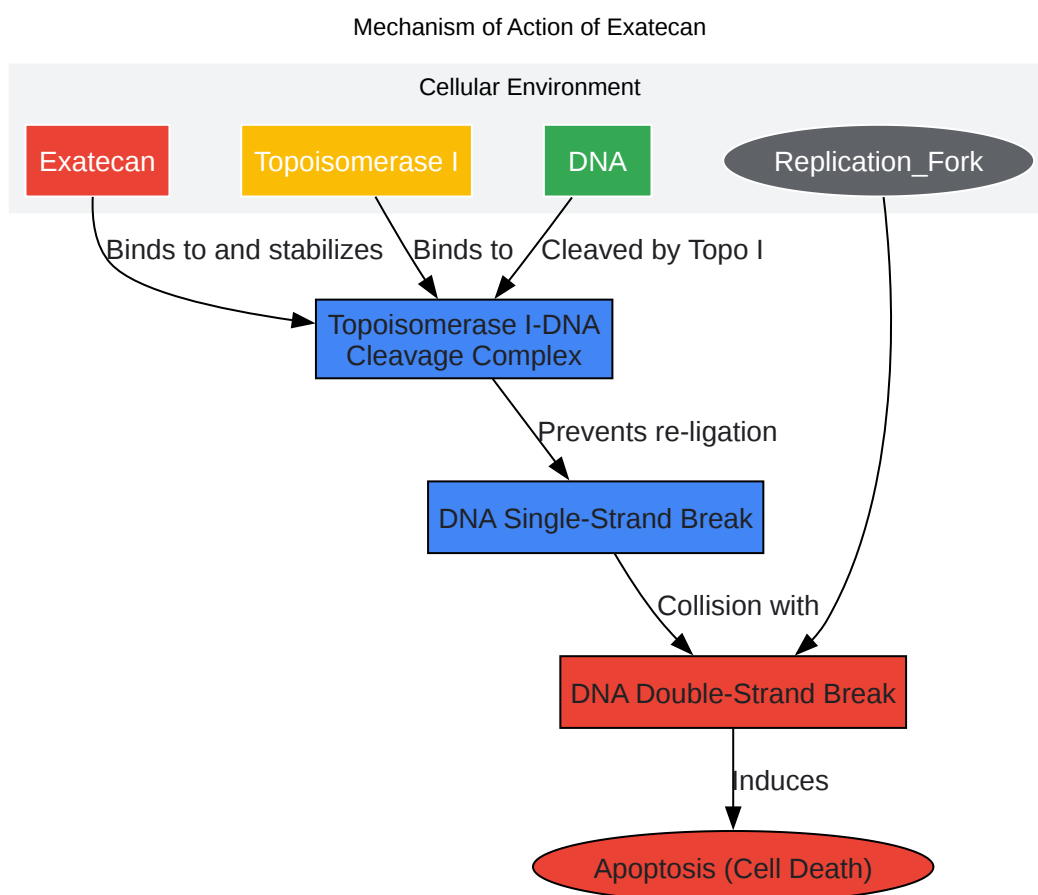 Mechanism of Action of Exatecan
Cellular Environment
Exatecan
Topoisomerase I
DNA
Replication_Fork
Binds to and stabilizes
Binds to
Cleaved by Topo I
Topoisomerase I-DNA
Cleavage Complex
Prevents re-ligation
DNA Single-Strand Break
Collision with
DNA Double-Strand Break
Induces
Apoptosis (Cell Death)